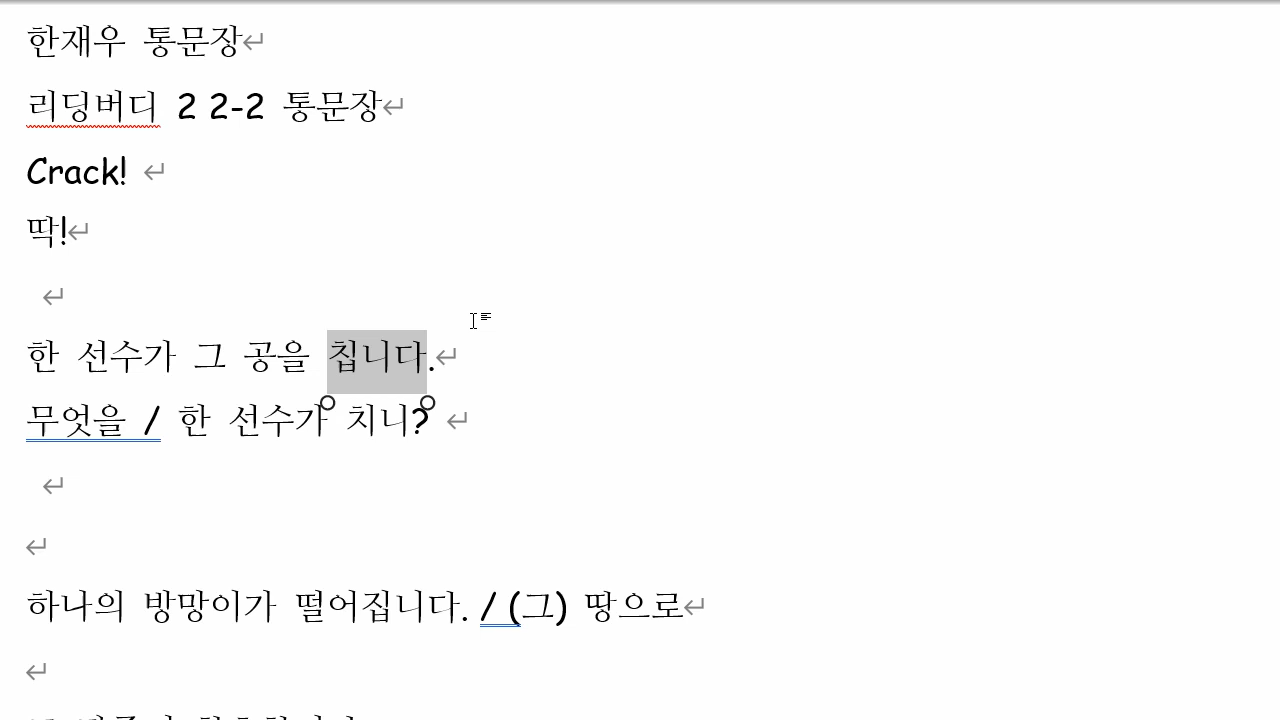 한재우 통문장
리딩버디 2 2-2 통문장
Crack!
딱!
한 선수가 그 공을 칩니다.
무엇을 / 한 선수가 치니?
하나의 방망이가 떨어집니다. / (그) 땅으로